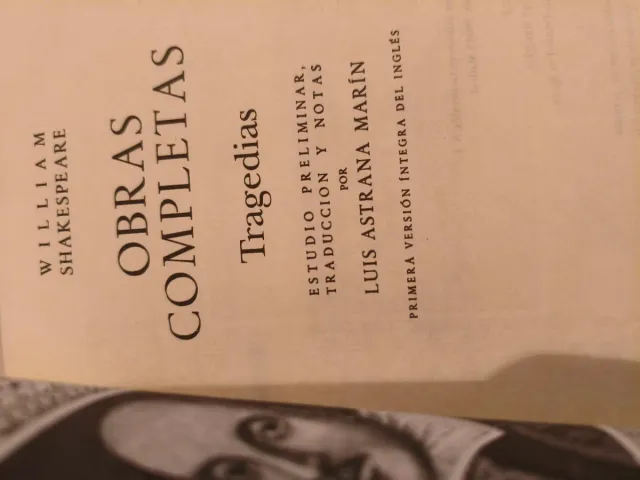 WILLIAM
SHAKESPEARE
OBRAS
COMPLETAS
Tragedias
ESTUDIO PRELIMINAR,
TRADUCCION Y NOTAS
POR
LUIS ASTRANA MARÍN
PRIMERA VERSIÓN ÍNTEGRA DEL INGLÉS